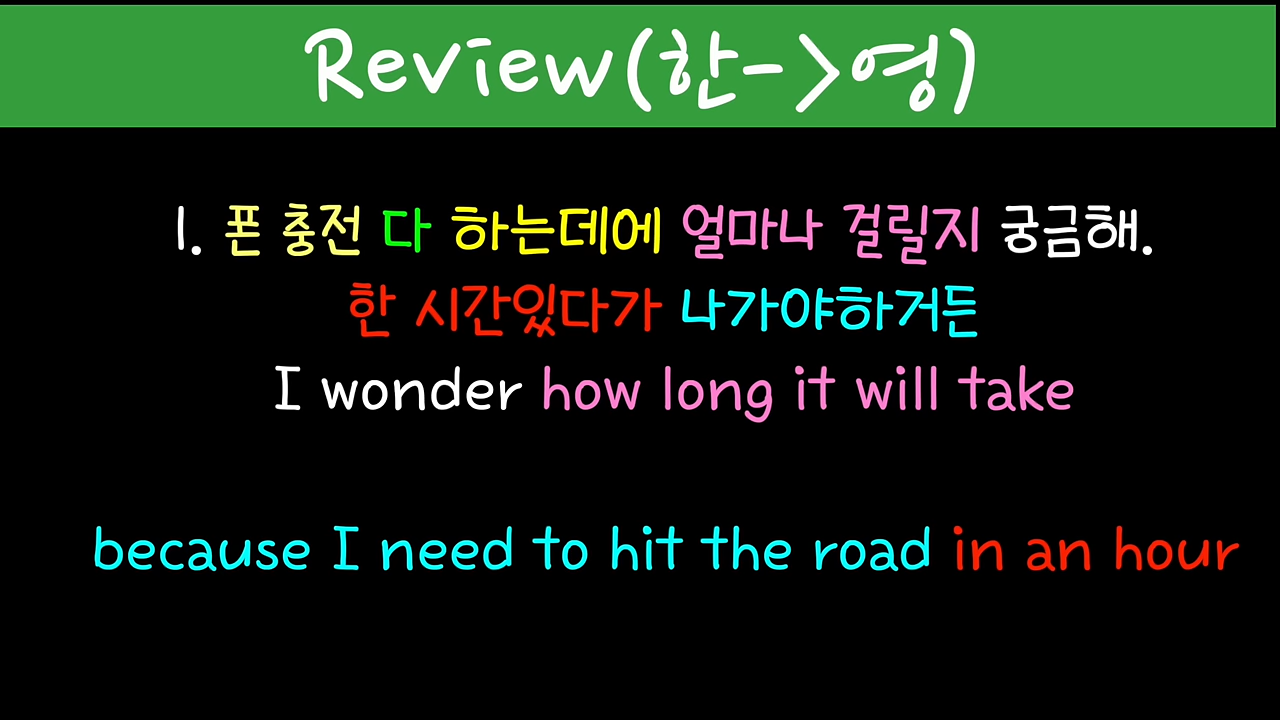 Review(한->영)
1. 폰 충전 다 하는데에 얼마나 걸릴지 궁금해.
한 시간있다가 나가야하거든
I wonder how long it will take
because I need to hit the road in an hour